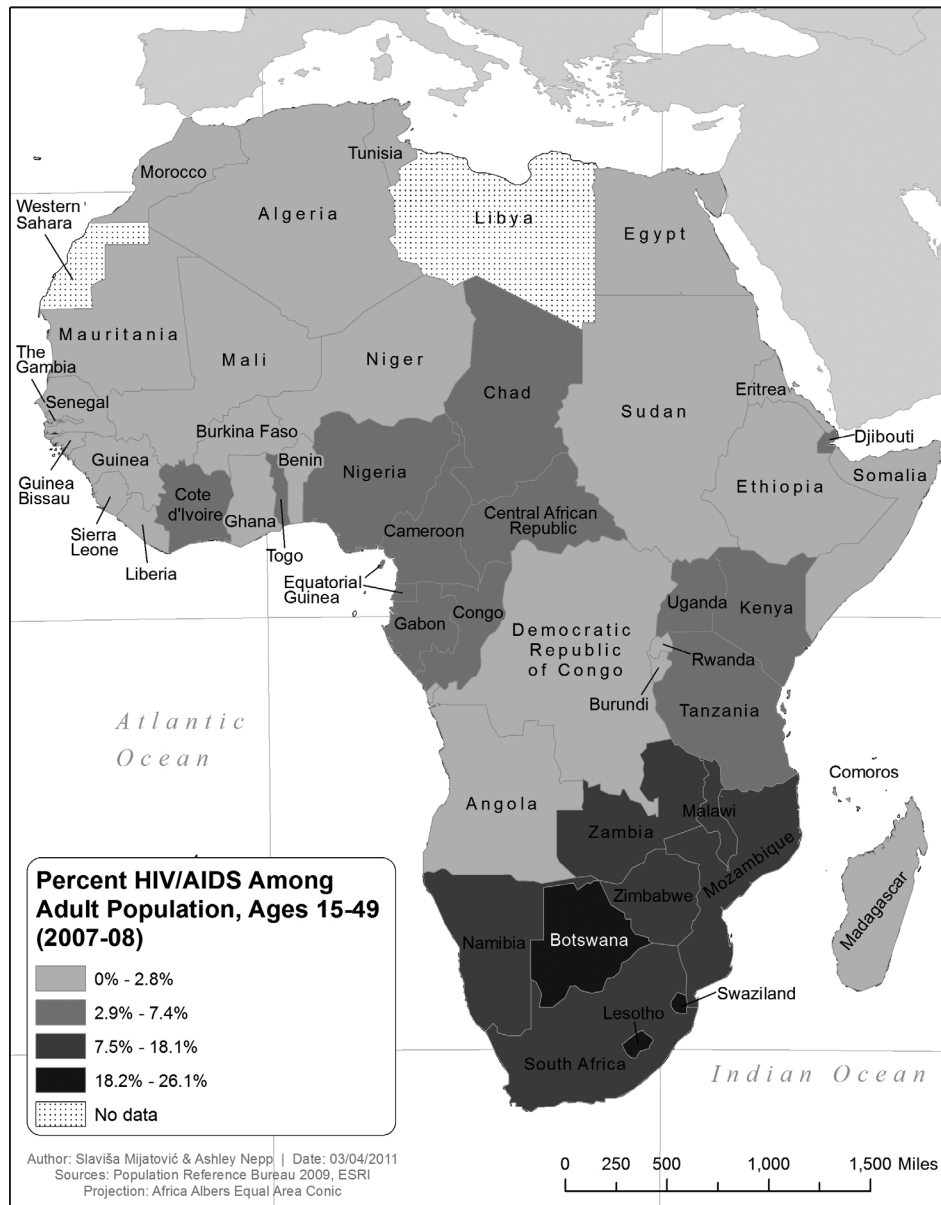 Tunisia
Morocco
Western
Sahara
Algeria
Libya
Egypt
Mauritania
Mali
Niger
The
Gambia
Senegal
Chad
Sudan
Eritrea
Djibouti
Burkina Faso
Guinea
Benin
Nigeria
Guinea
Bissau
Cote
d'Ivoire
Ghana
Ethiopia
Somalia
Sierra
Leone
Liberia
Togo
Cameroon
Central African
Republic
Equatorial
Guinea
Gabon
Congo
Uganda
Kenya
Democratic
Republic
of Congo
Rwanda
Burundi
Tanzania
Atlantic
Ocean
Comoros
Angola
Zambia
Malawi
Mozambique
Zimbabwe
Madagascar
Namibia
Botswana
Swaziland
Lesotho
South Africa
Indian Ocean
Percent HIV/AIDS Among
Adult Population, Ages 15-49
(2007-08)
0% - 2.8%
2.9% - 7.4%
7.5% - 18.1%
18.2% - 26.1%
No data
Author: Slaviša Mijatović & Ashley Nepp | Date: 03/04/2011
Sources: Population Reference Bureau 2009, ESRI
Projection: Africa Albers Equal Area Conic
0 500 1,000 1,500 Miles